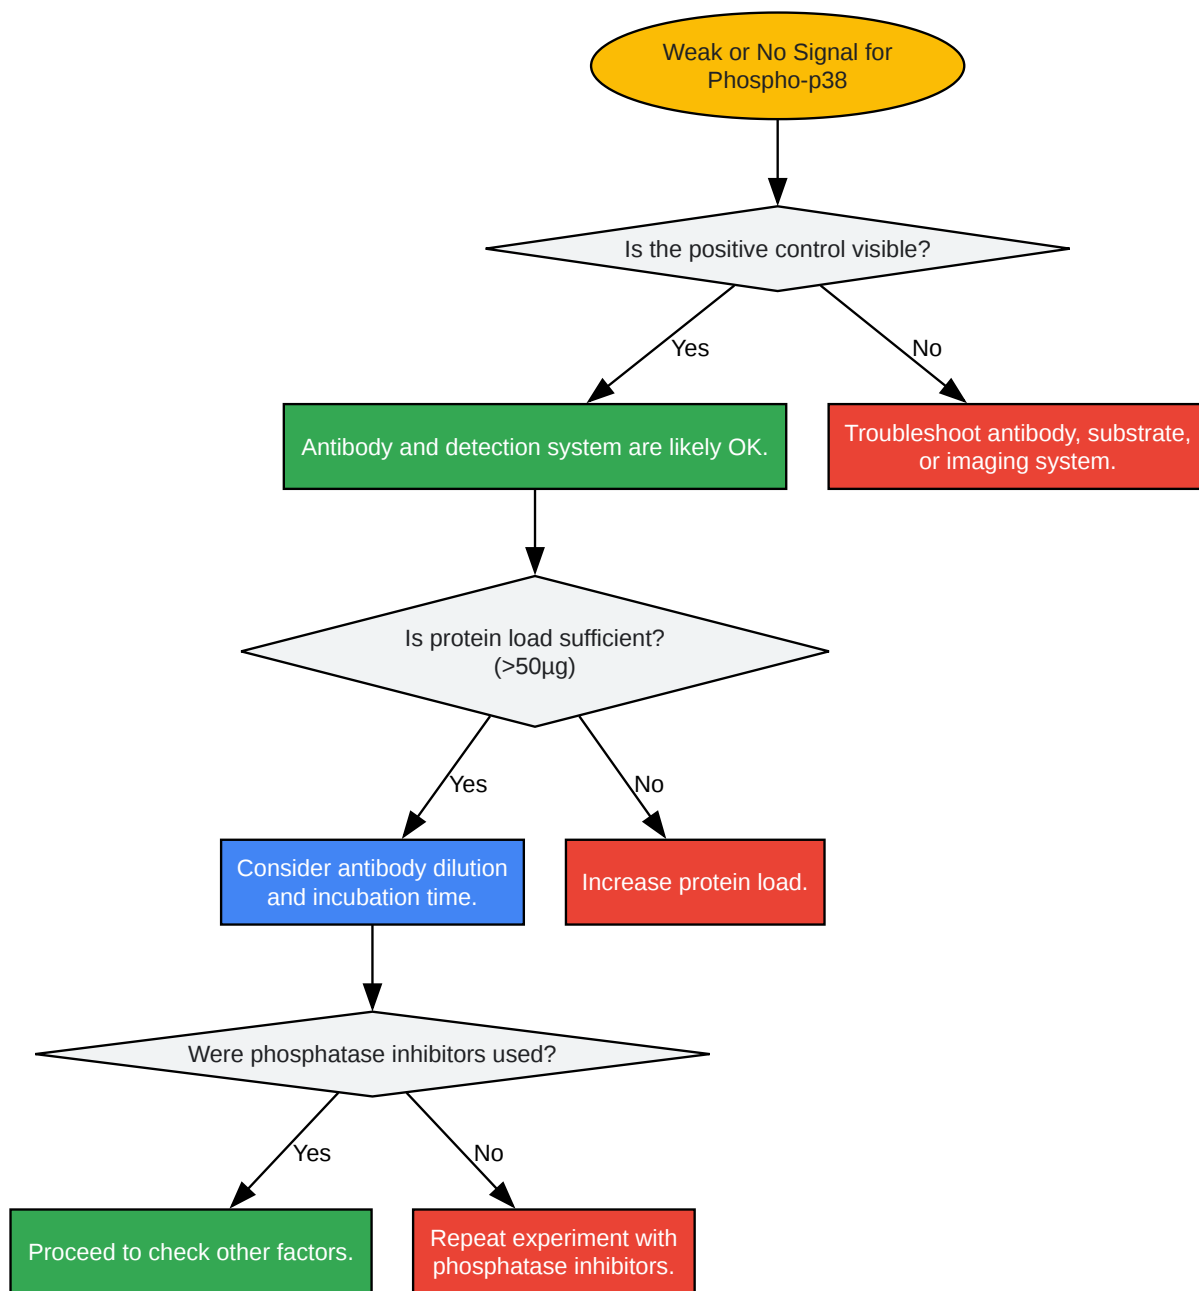 Weak or No Signal for
Phospho-p38
Is the positive control visible?
Yes
No
Antibody and detection system are likely OK.
Troubleshoot antibody, substrate,
or imaging system.
Is protein load sufficient?
(>50µg)
Yes
No
Consider antibody dilution
and incubation time.
Increase protein load.
Were phosphatase inhibitors used?
Yes
No
Proceed to check other factors.
Repeat experiment with
phosphatase inhibitors.